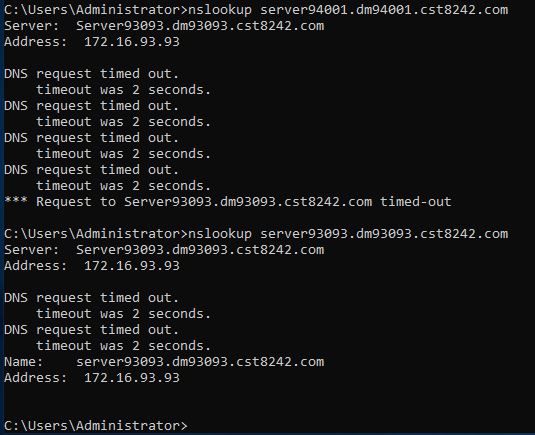 C:\Users\Administrator>nslookup server94001.dm94001.cst8242.com
Server:  Server93093.dm93093.cst8242.com
Address:  172.16.93.93
DNS request timed out.
    timeout was 2 seconds.
DNS request timed out.
    timeout was 2 seconds.
DNS request timed out.
    timeout was 2 seconds.
DNS request timed out.
    timeout was 2 seconds.
*** Request to Server93093.dm93093.cst8242.com timed-out
C:\Users\Administrator>nslookup server93093.dm93093.cst8242.com
Server:  Server93093.dm93093.cst8242.com
Address:  172.16.93.93
DNS request timed out.
    timeout was 2 seconds.
DNS request timed out.
    timeout was 2 seconds.
Name:    server93093.dm93093.cst8242.com
Address:  172.16.93.93
C:\Users\Administrator>